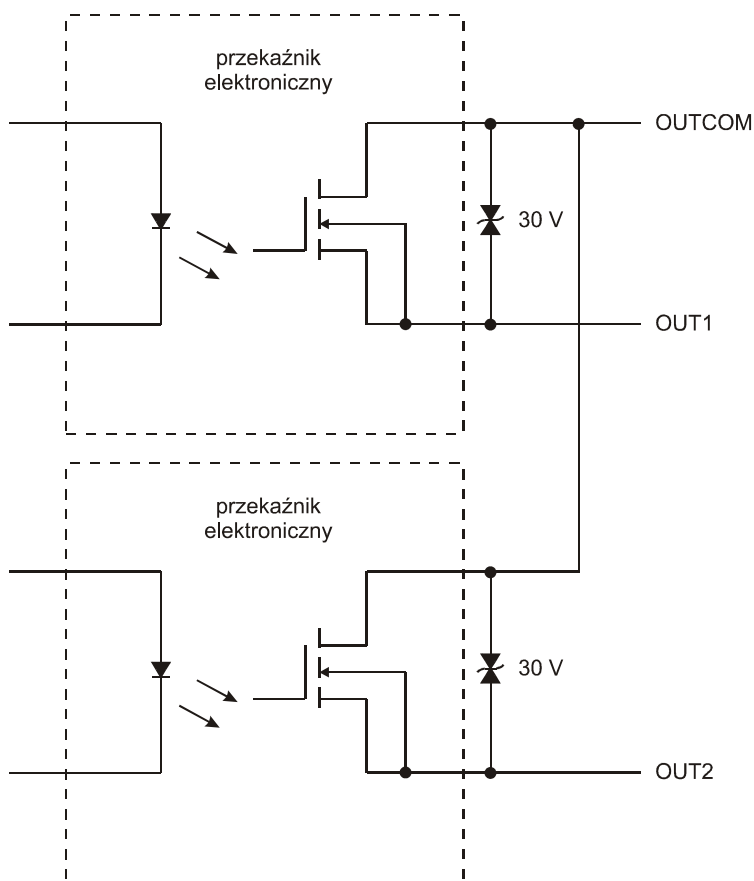 przekaźnik
elektroniczny
OUTCOM
30 V
OUT1
przekaźnik
elektroniczny
30 V
OUT2